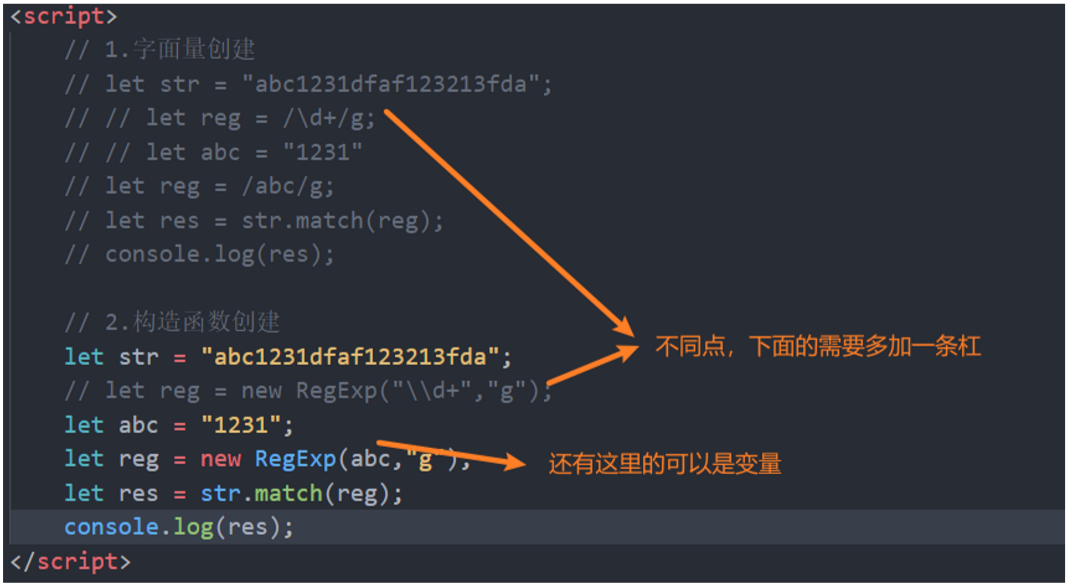 <script>
// 1.字面量创建
// let str = "abc1231dfaf123213fda";
// // let reg = /\d+/g;
// // let abc = "1231"
// let reg = /abc/g;
// let res = str.match(reg);
// console.log(res);
// 2.构造函数创建
let str = "abc1231dfaf123213fda";
不同点，下面的需要多加一条杠
// let reg = new RegExp("\\d+","g");
let abc = "1231";
let reg = new RegExp(abc,"g");
还有这里的可以是变量
let res = str.match(reg);
console.log(res);
</script>